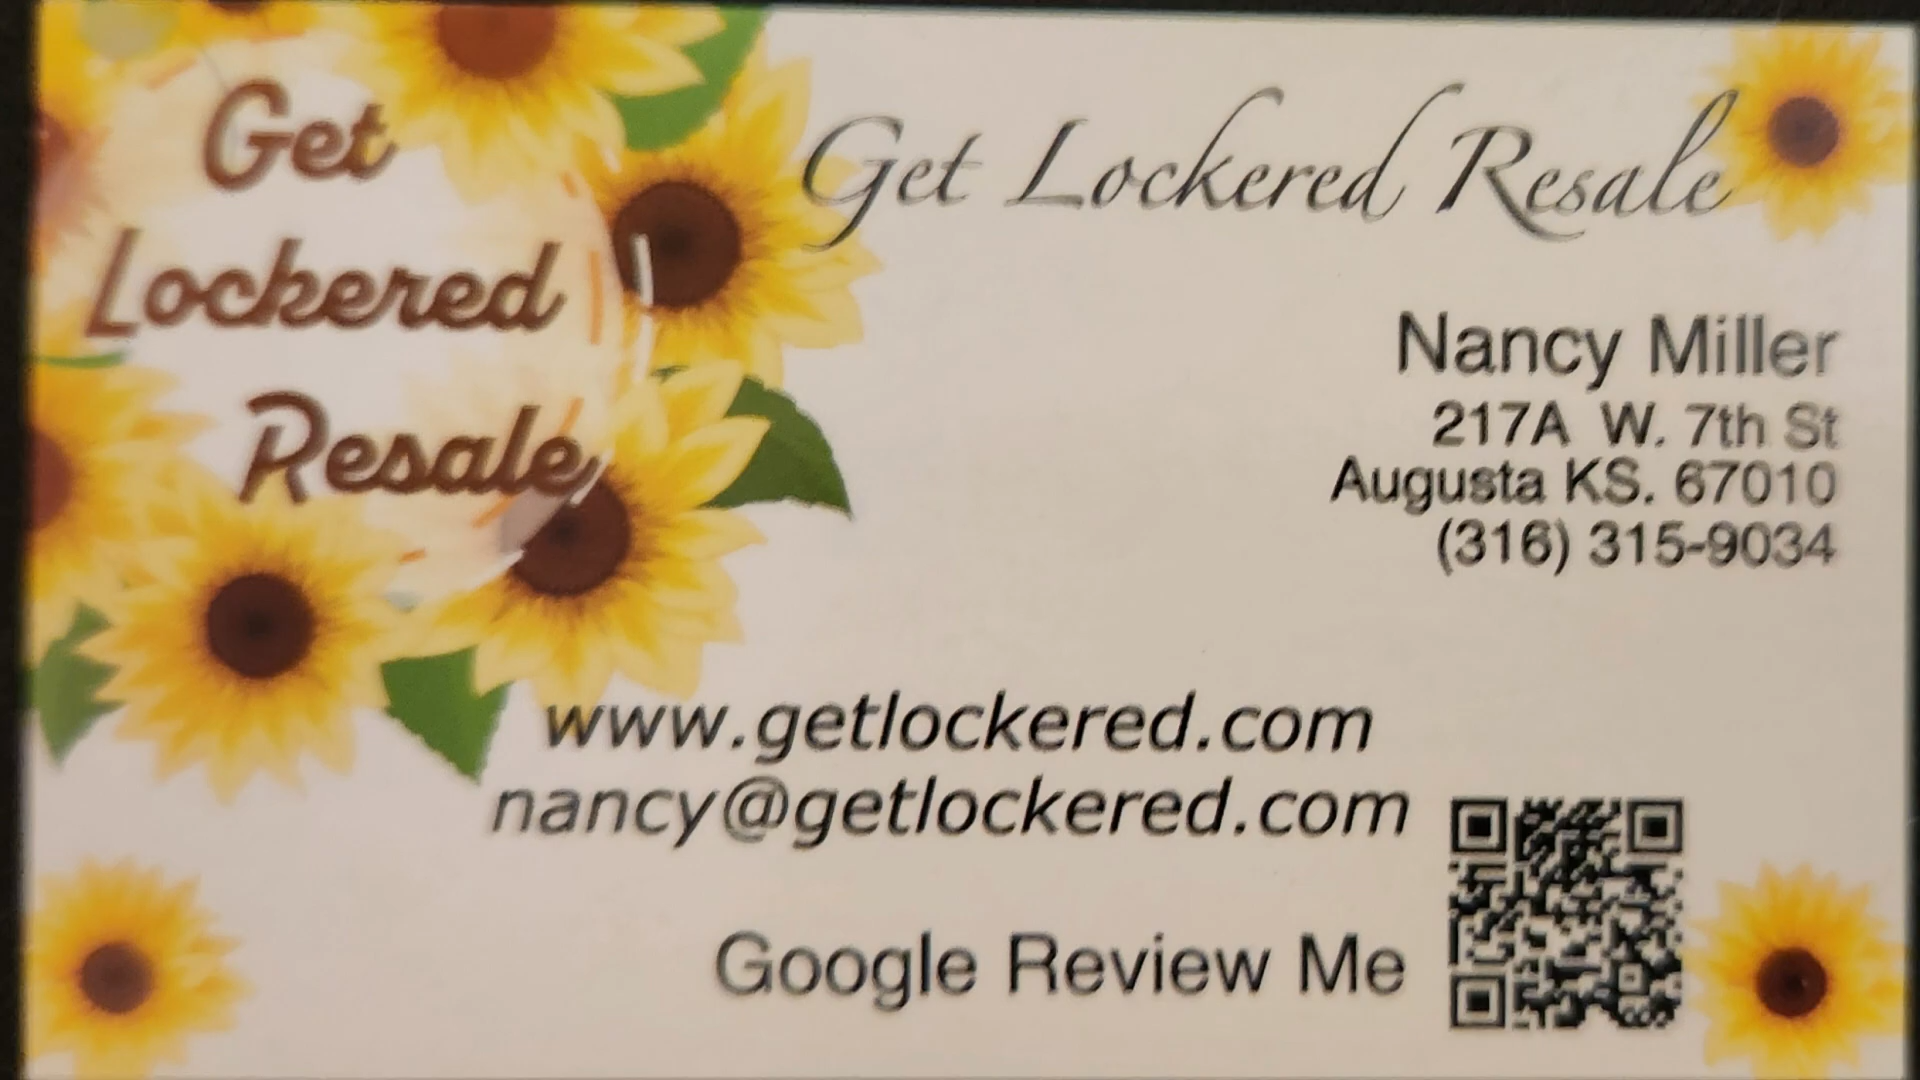 Get
Lockered
Resale
Get Lockered Resale
Nancy Miller
217A W. 7th St
Augusta KS. 67010
(316) 315-9034
www.getlockered.com
nancy@getlockered.com
Google Review Me